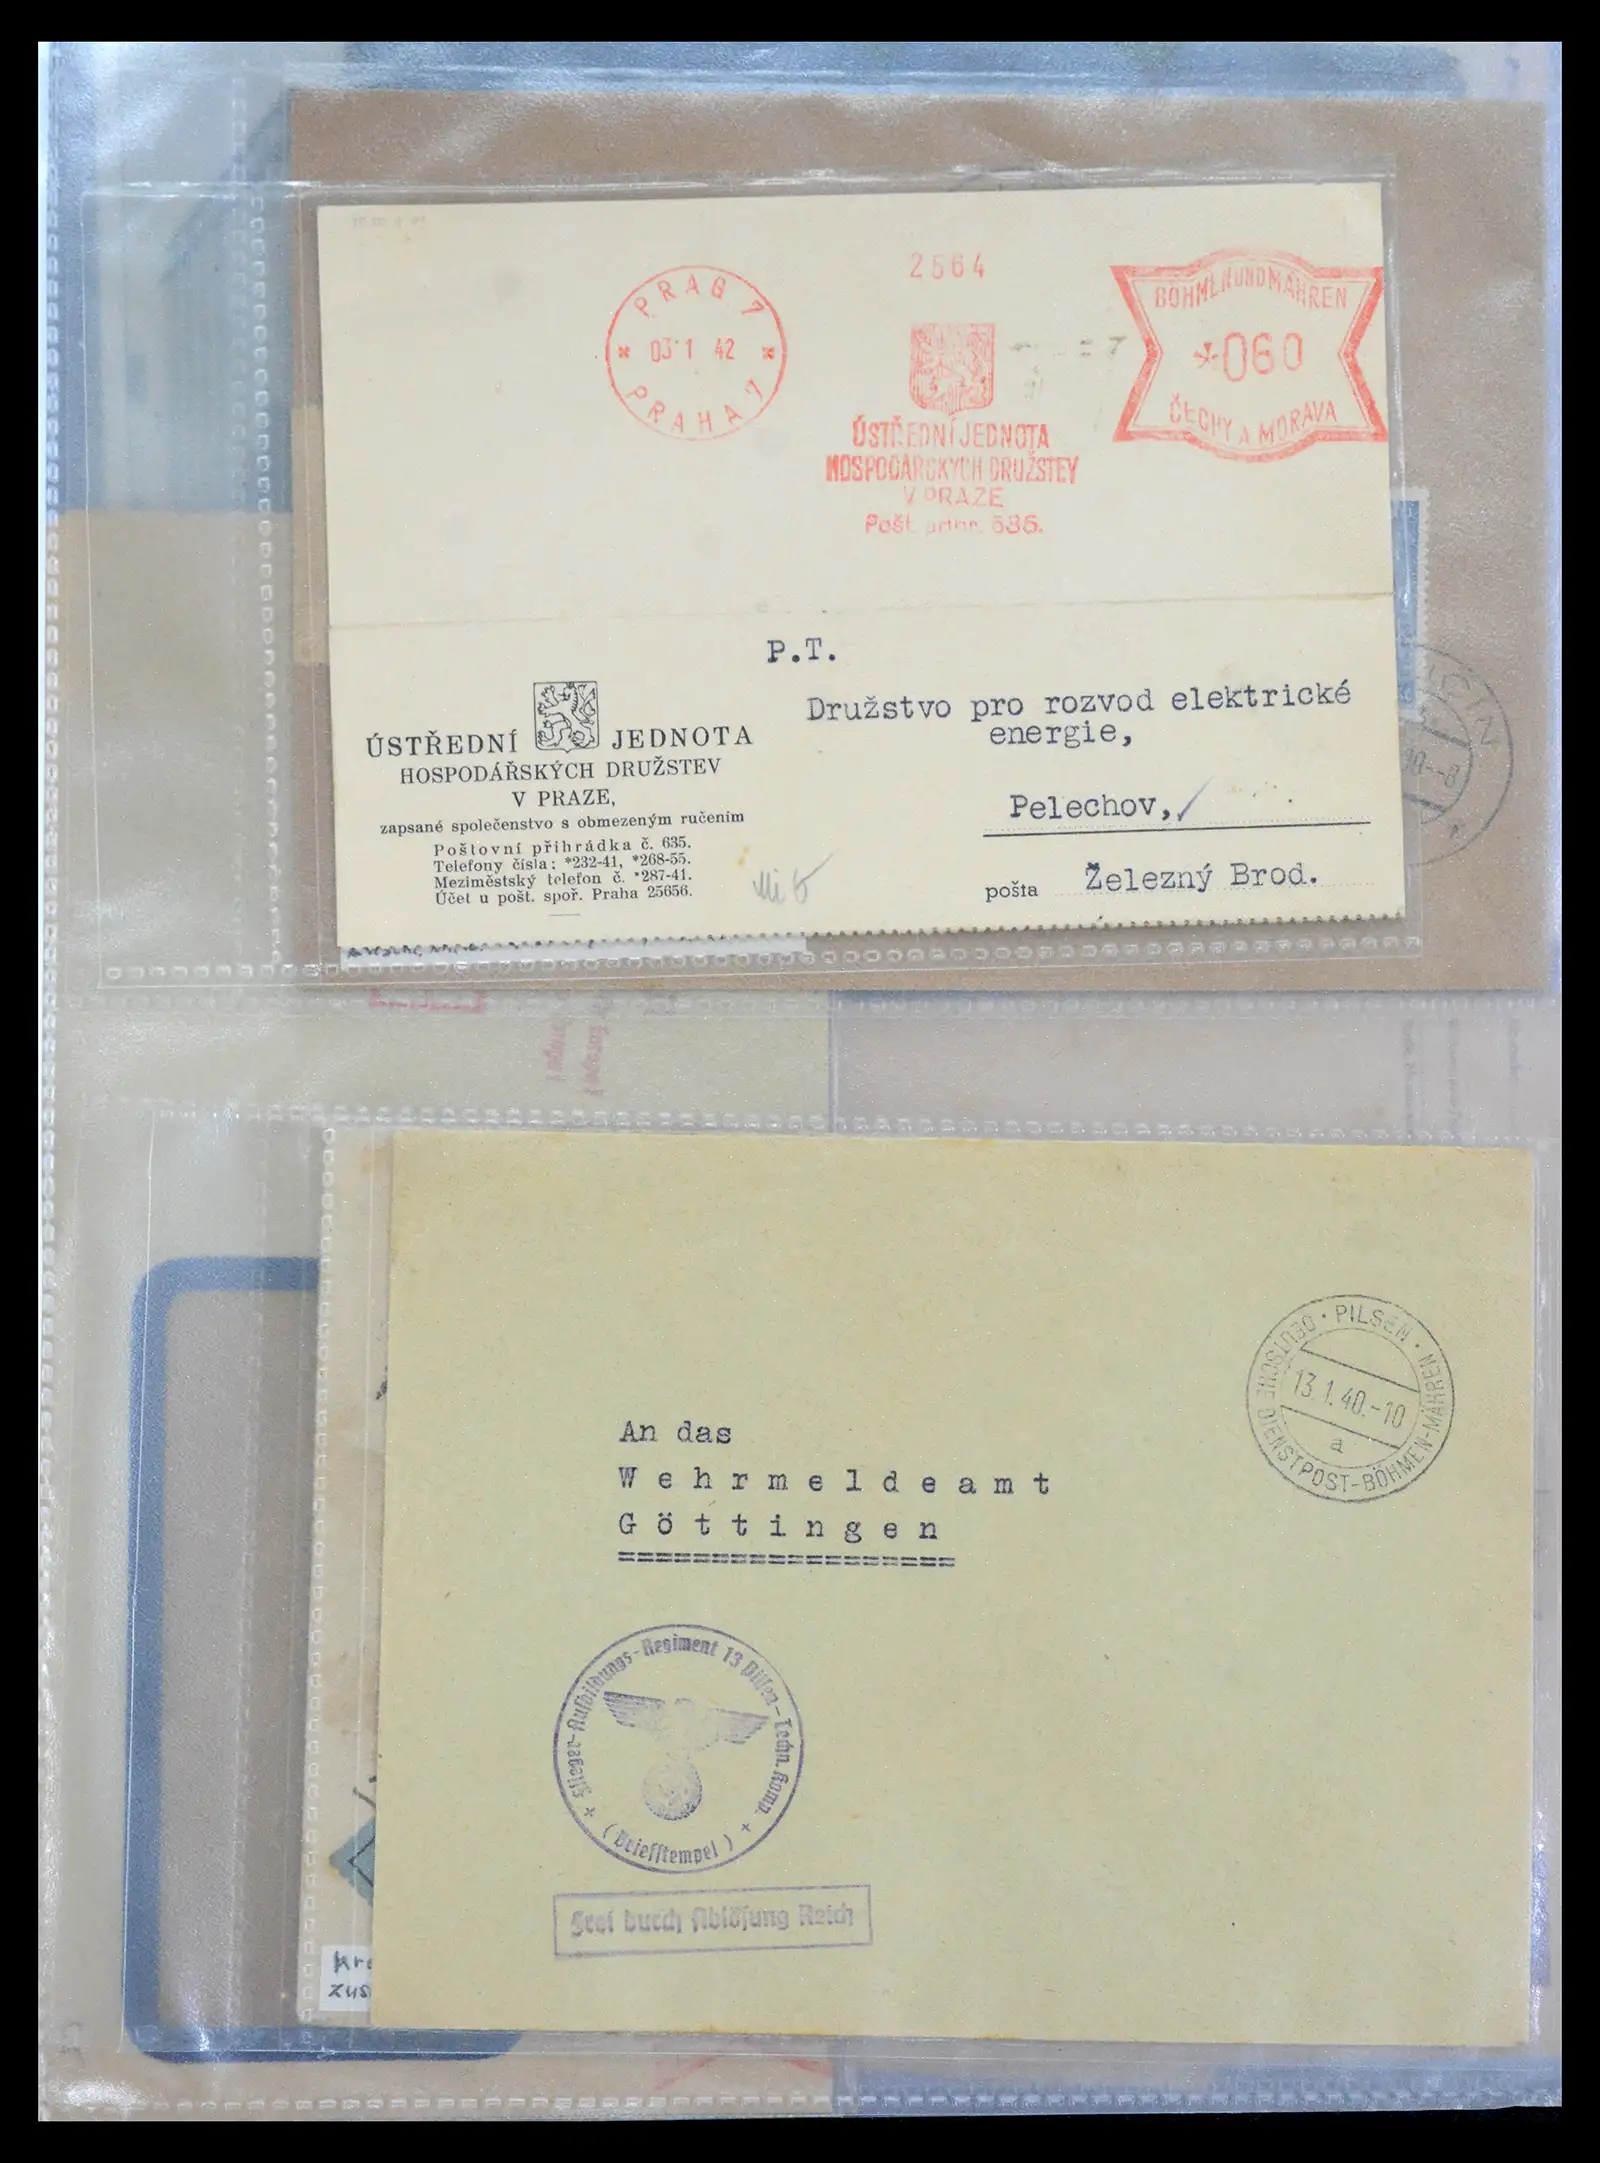 PRAG 7
03 1 42
PRAHA 7
2564
ÚSTŘEDNÍ JEDNOTA
HOSPODÁŘSKÝCH DRUŽSTEV
V PRAZE
Pošt. 635.
BÖHMEN UND MÄHREN
060
ČECHY A MORAVA
P.T.
Družstvo pro rozvod elektrické
energie,
Pelechov,
pošta Železný Brod.
ÚSTŘEDNÍ JEDNOTA
HOSPODÁŘSKÝCH DRUŽSTEV
V PRAZE,
zapsané společenstvo s obmezeným ručením
Poštovní přihrádka č. 635.
Telefony čísla: *232-41, *268-55.
Meziměstský telefon č. *287-41.
Účet u pošt. spoř. Praha 25656.
PILSEN
DEUTSCHE DIENSTPOST-BÖHMEN-MÄHREN
13.1.40.-10
a
An das
Wehrmeldeamt
Göttingen
Flieger-Ausbildungs-Regiment 13 Pilsen-Techn. Komp.
(Briefstempel)
Frei durch Ablösung Reich